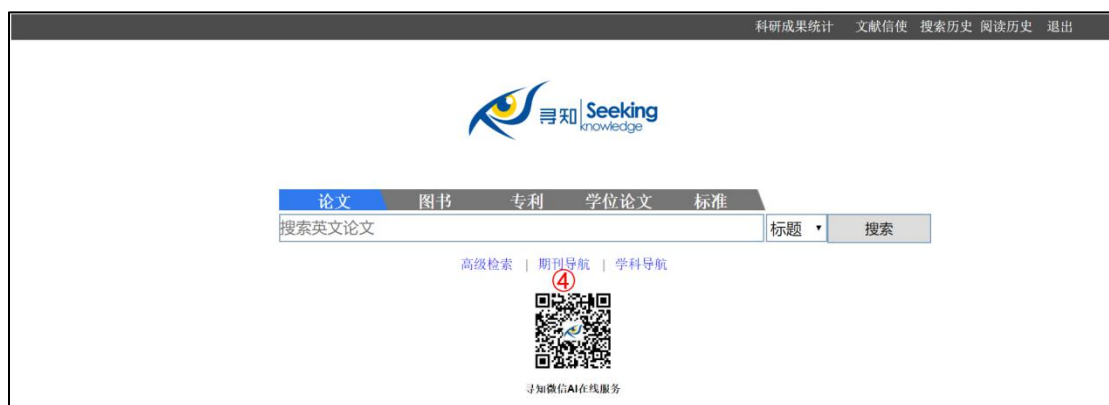 科研成果统计 文献信使 搜索历史 阅读历史 退出
寻知 Seeking
knowledge
论文 图书 专利 学位论文 标准
搜索英文论文 标题 搜索
高级检索 | 期刊导航 | 学科导航
④
寻知微信AI在线服务